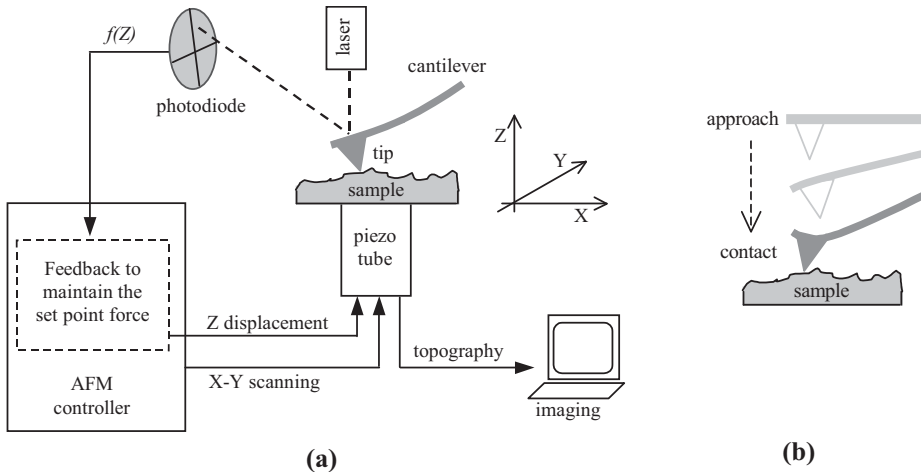 f(Z)
laser
cantilever
photodiode
tip
sample
Z
Y
X
piezo
tube
Feedback to
maintain the
set point force
Z displacement
X-Y scanning
topography
AFM
controller
imaging
(a)
approach
contact
sample
(b)